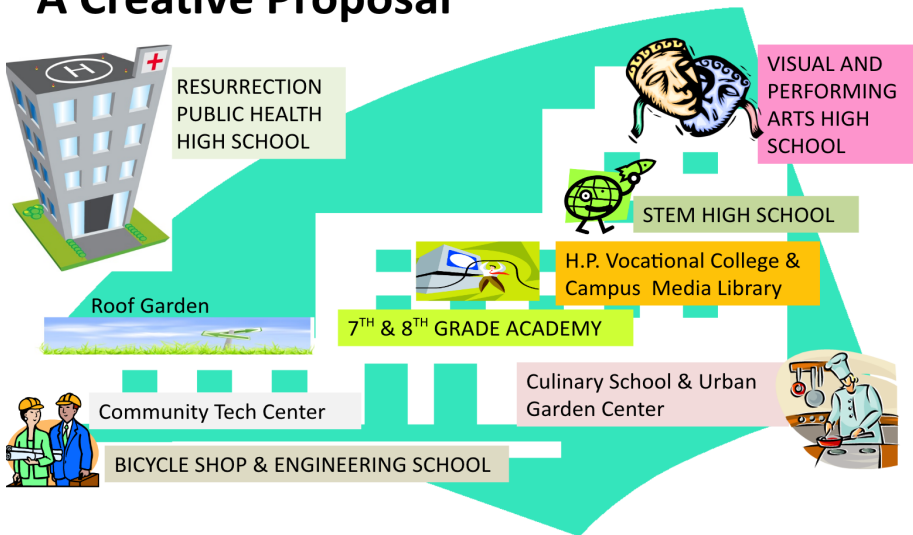 A Creative Proposal
RESURRECTION
PUBLIC HEALTH
HIGH SCHOOL
H
VISUAL AND
PERFORMING
ARTS HIGH
SCHOOL
STEM HIGH SCHOOL
H.P. Vocational College &
Campus Media Library
Roof Garden
7TH & 8TH GRADE ACADEMY
Culinary School & Urban
Garden Center
Community Tech Center
BICYCLE SHOP & ENGINEERING SCHOOL